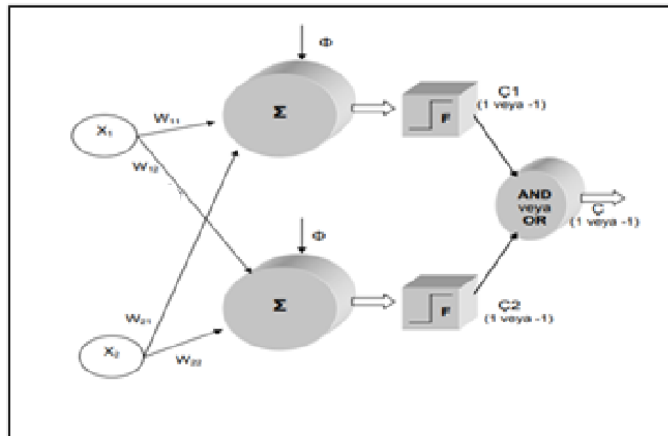 Φ
Ç1
(1 veya -1)
X₁
W₁₁
Σ
F
W₁₂
AND
veya
OR
Ç
(1 veya -1)
Φ
Σ
F
Ç2
(1 veya -1)
W₂₁
X₂
W₂₂